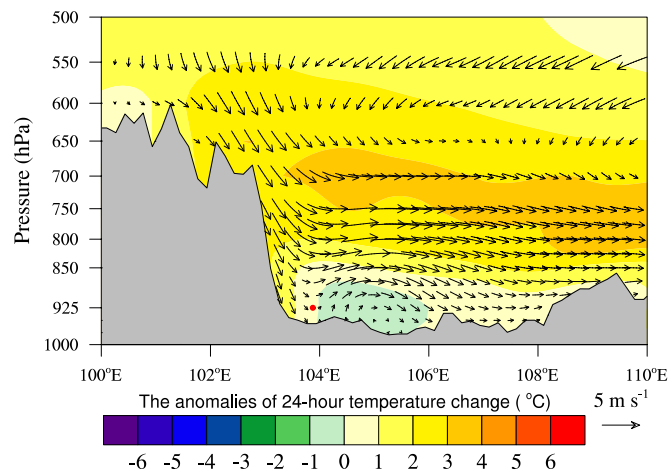 500
600
650
700
750
800
850
925
1000
Pressure (hPa)
100°E 102°E 104°E 106°E 108°E 110°E
The anomalies of 24-hour temperature change ( °C)
5 m s⁻¹
-6 -5 -4 -3 -2 -1 0 1 2 3 4 5 6